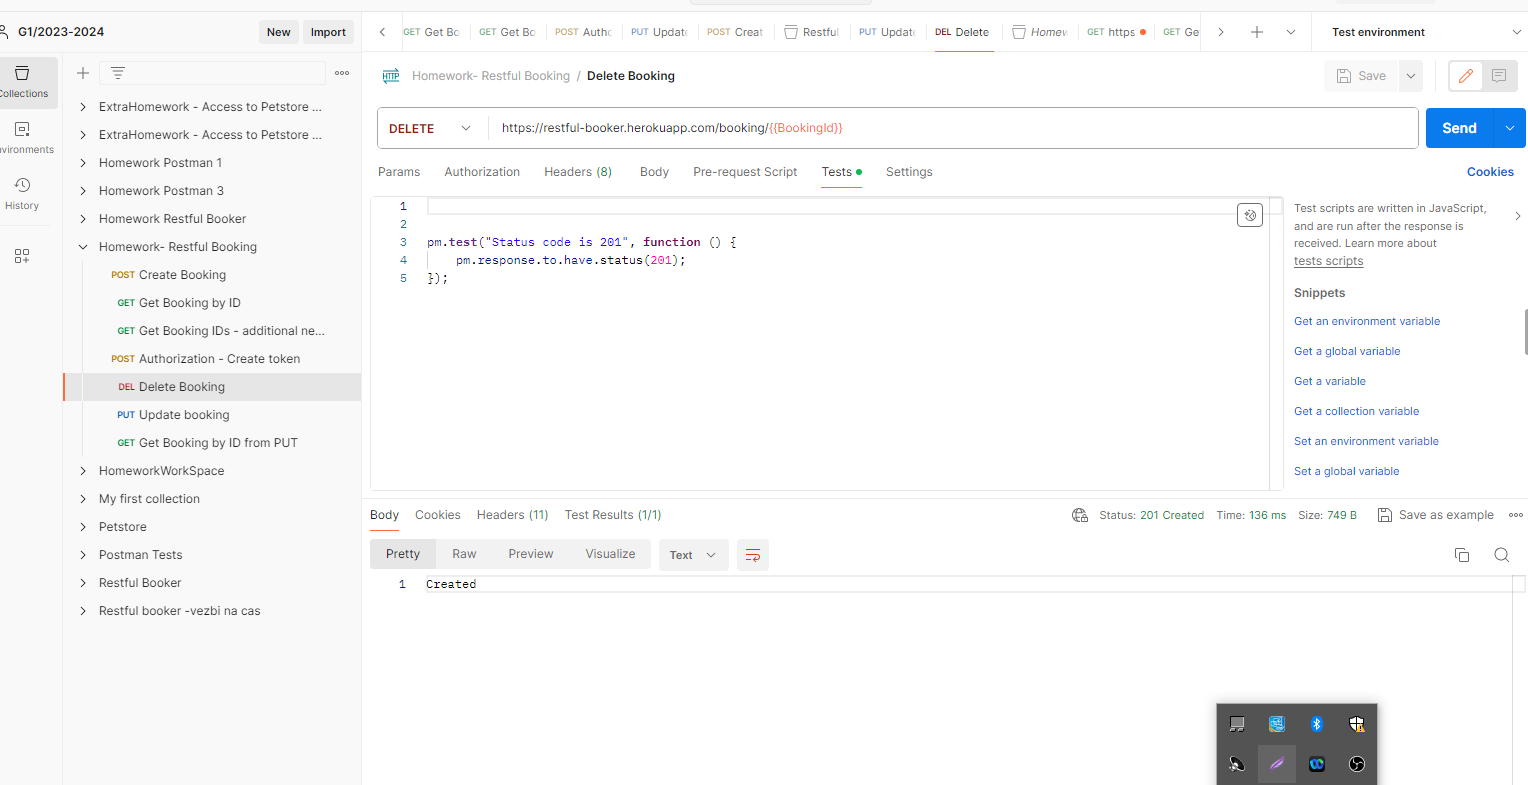 G1/2023-2024
New
Import
GET Get Bo
GET Get Bo
POST Autho
PUT Update
POST Creat
Restful
PUT Update
DEL Delete
Homew
GET https
GET Ge
Test environment
Collections
Environments
History
ExtraHomework - Access to Petstore ...
ExtraHomework - Access to Petstore ...
Homework Postman 1
Homework Postman 3
Homework Restful Booker
Homework- Restful Booking
POST Create Booking
GET Get Booking by ID
GET Get Booking IDs - additional ne...
POST Authorization - Create token
DEL Delete Booking
PUT Update booking
GET Get Booking by ID from PUT
HomeworkWorkSpace
My first collection
Petstore
Postman Tests
Restful Booker
Restful booker -vezbi na cas
HTTP Homework- Restful Booking / Delete Booking
Save
DELETE https://restful-booker.herokuapp.com/booking/{{BookingId}}
Send
Params Authorization Headers (8) Body Pre-request Script Tests Settings
Cookies
1
2
3 pm.test("Status code is 201", function () {
4 pm.response.to.have.status(201);
5 });
Test scripts are written in JavaScript,
and are run after the response is
received. Learn more about
tests scripts
Snippets
Get an environment variable
Get a global variable
Get a variable
Get a collection variable
Set an environment variable
Set a global variable
Body Cookies Headers (11) Test Results (1/1)
Status: 201 Created Time: 136 ms Size: 749 B
Save as example
Pretty Raw Preview Visualize Text
1 Created